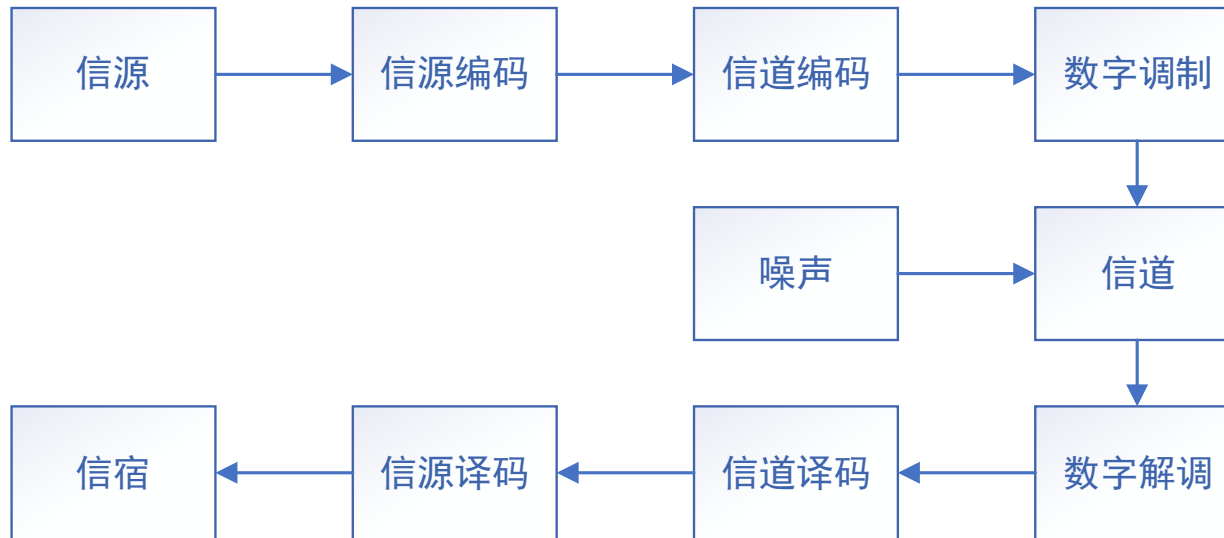 信源
信源编码
信道编码
数字调制
噪声
信道
信宿
信源译码
信道译码
数字解调